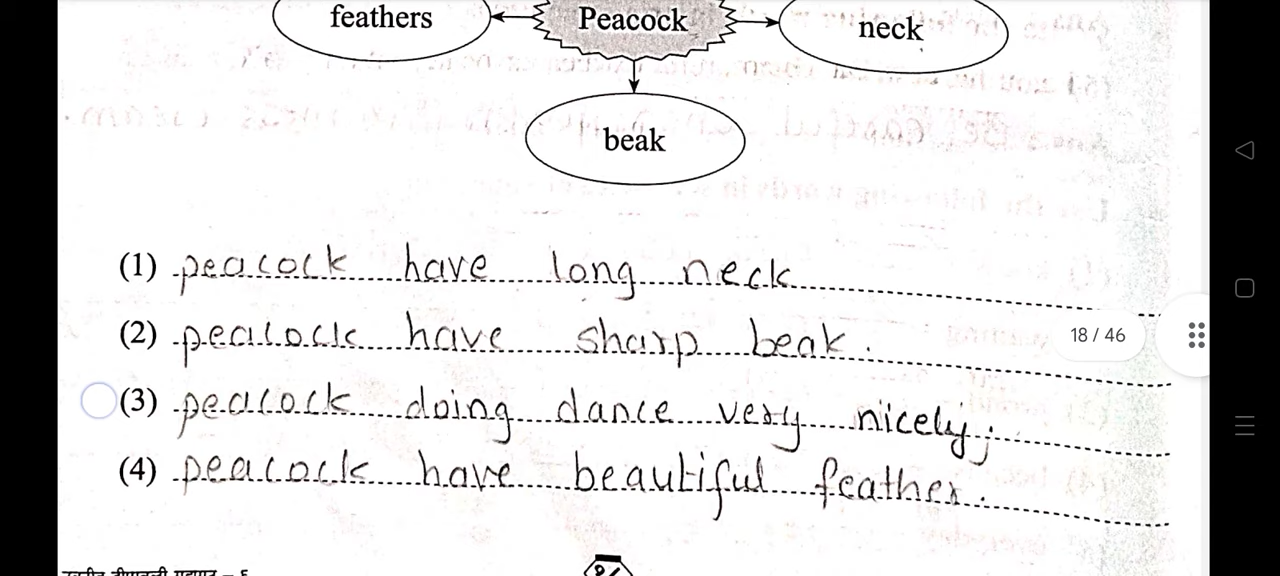 feathers Peacock neck
beak
(1) peacock have long neck
(2) peacock have sharp beak.
18 / 46
(3) peacock doing dance very nicely;
(4) peacock have beautiful feather.